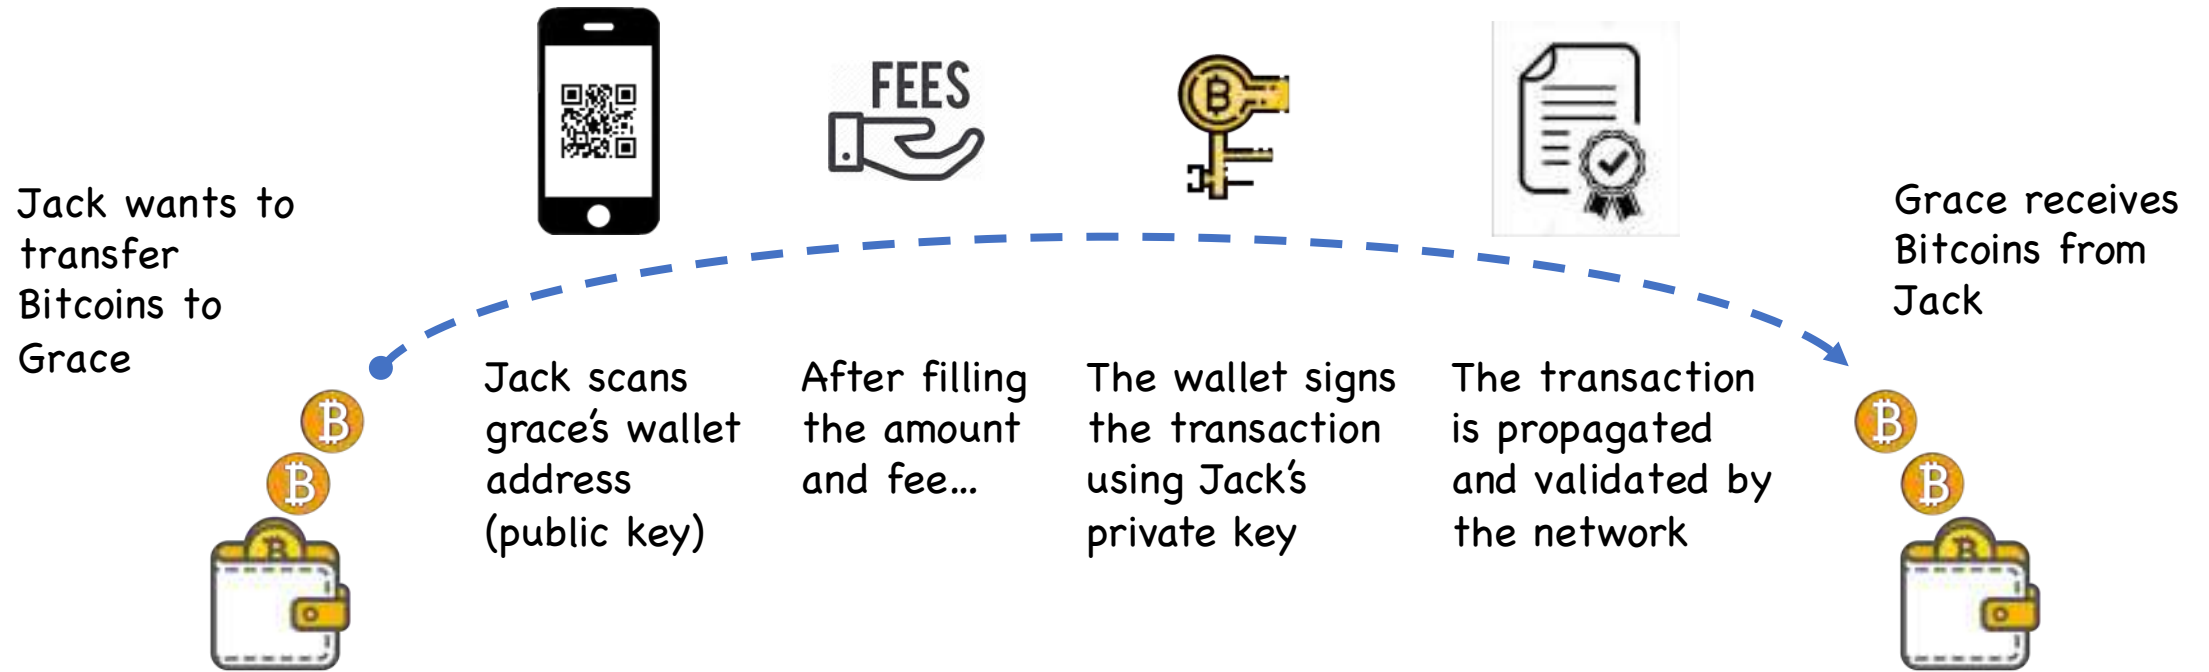 Jack wants to
transfer
Bitcoins to
Grace
FEES
Jack scans
grace's wallet
address
(public key)
After filling
the amount
and fee...
The wallet signs
the transaction
using Jack's
private key
The transaction
is propagated
and validated by
the network
Grace receives
Bitcoins from
Jack